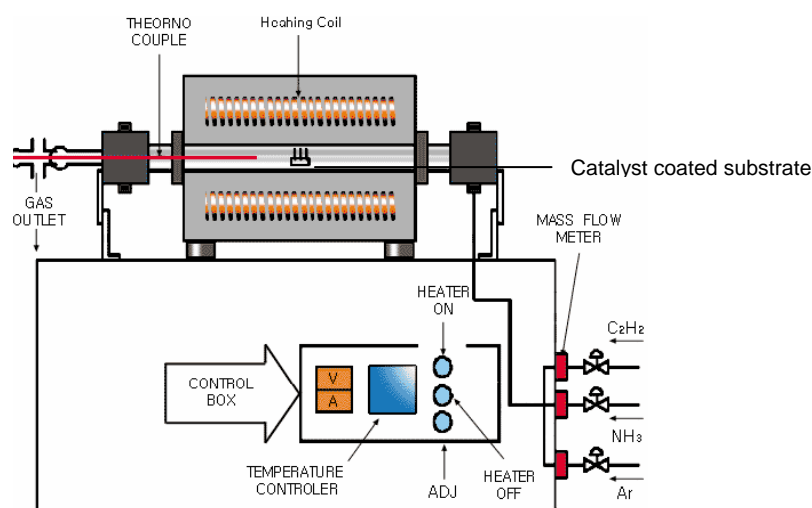 THEORNO
COUPLE
Heahing Coil
Catalyst coated substrate
GAS
OUTLET
MASS FLOW
METER
HEATER
ON
C₂H₂
CONTROL
BOX
V
A
NH₃
TEMPERATURE
CONTROLER
ADJ
HEATER
OFF
Ar